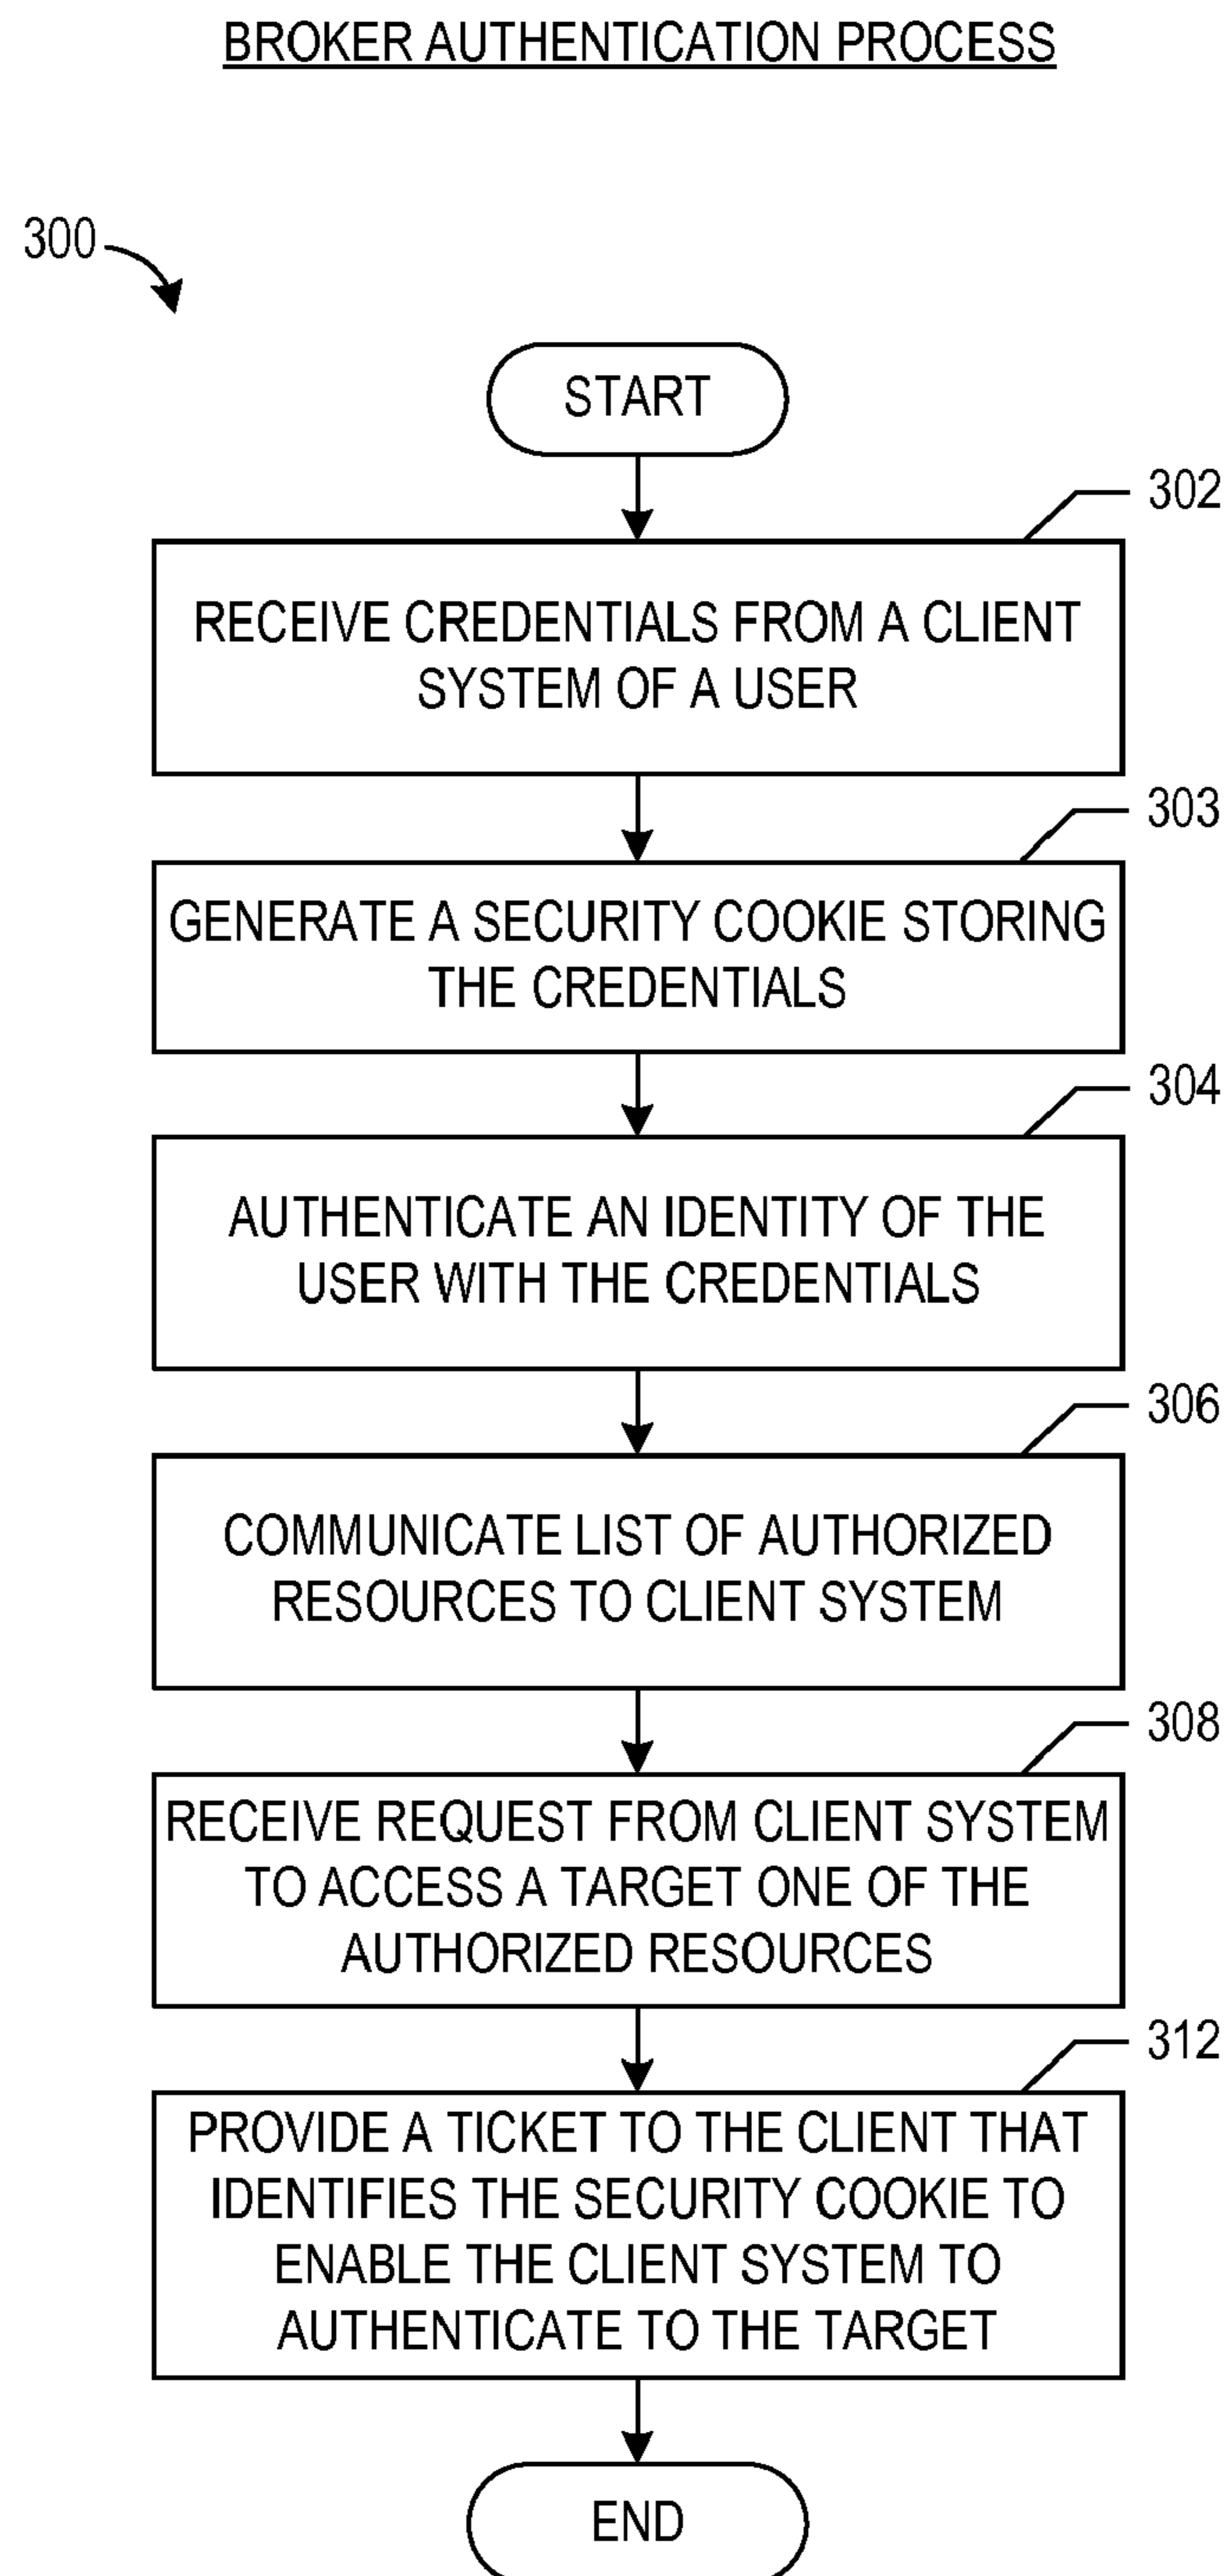 BROKER AUTHENTICATION PROCESS
300
START
302
RECEIVE CREDENTIALS FROM A CLIENT
SYSTEM OF A USER
303
GENERATE A SECURITY COOKIE STORING
THE CREDENTIALS
304
AUTHENTICATE AN IDENTITY OF THE
USER WITH THE CREDENTIALS
306
COMMUNICATE LIST OF AUTHORIZED
RESOURCES TO CLIENT SYSTEM
308
RECEIVE REQUEST FROM CLIENT SYSTEM
TO ACCESS A TARGET ONE OF THE
AUTHORIZED RESOURCES
312
PROVIDE A TICKET TO THE CLIENT THAT
IDENTIFIES THE SECURITY COOKIE TO
ENABLE THE CLIENT SYSTEM TO
AUTHENTICATE TO THE TARGET
END